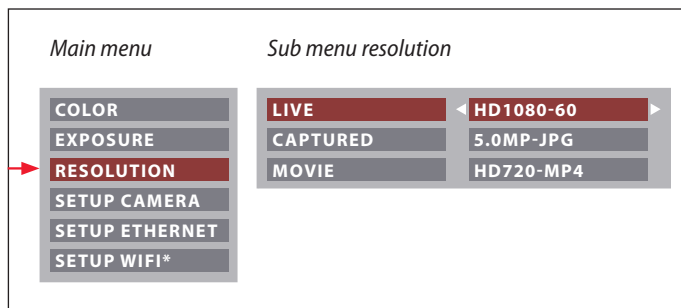 Main menu
Sub menu resolution
COLOR
EXPOSURE
RESOLUTION
SETUP CAMERA
SETUP ETHERNET
SETUP WIFI*
LIVE HD1080-60
CAPTURED 5.0MP-JPG
MOVIE HD720-MP4